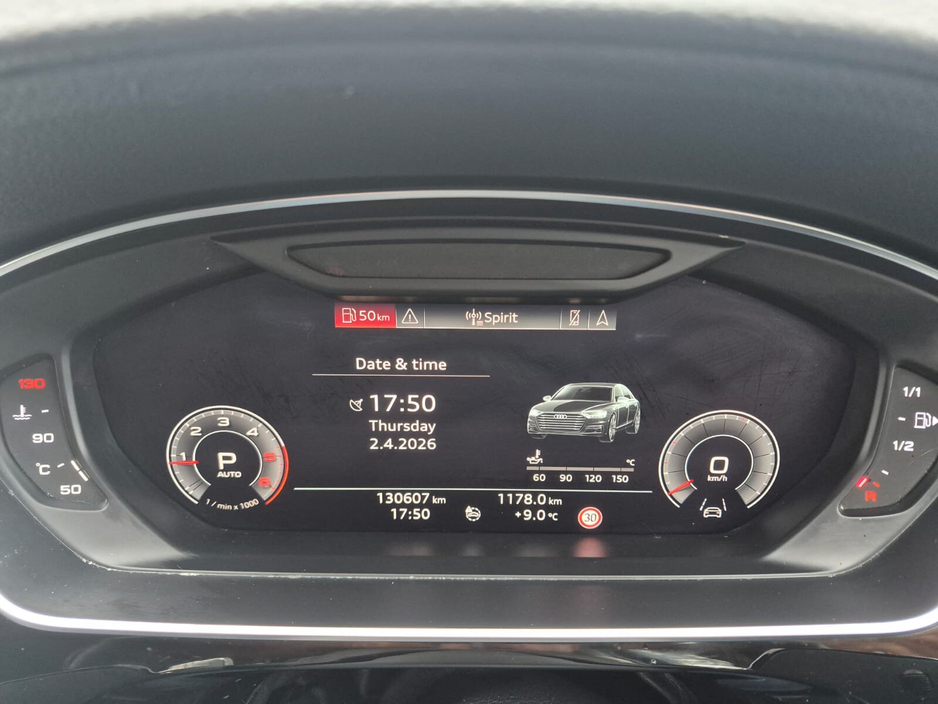 50 km
Spirit
Date & time
17:50
Thursday
2.4.2026
130
90
°C
50
1 2 3 4 5 6
P
AUTO
1 / min x 1000
°C
60 90 120 150
0
km/h
1/1
1/2
R
130607 km
1178.0 km
17:50
+9.0 °C
30